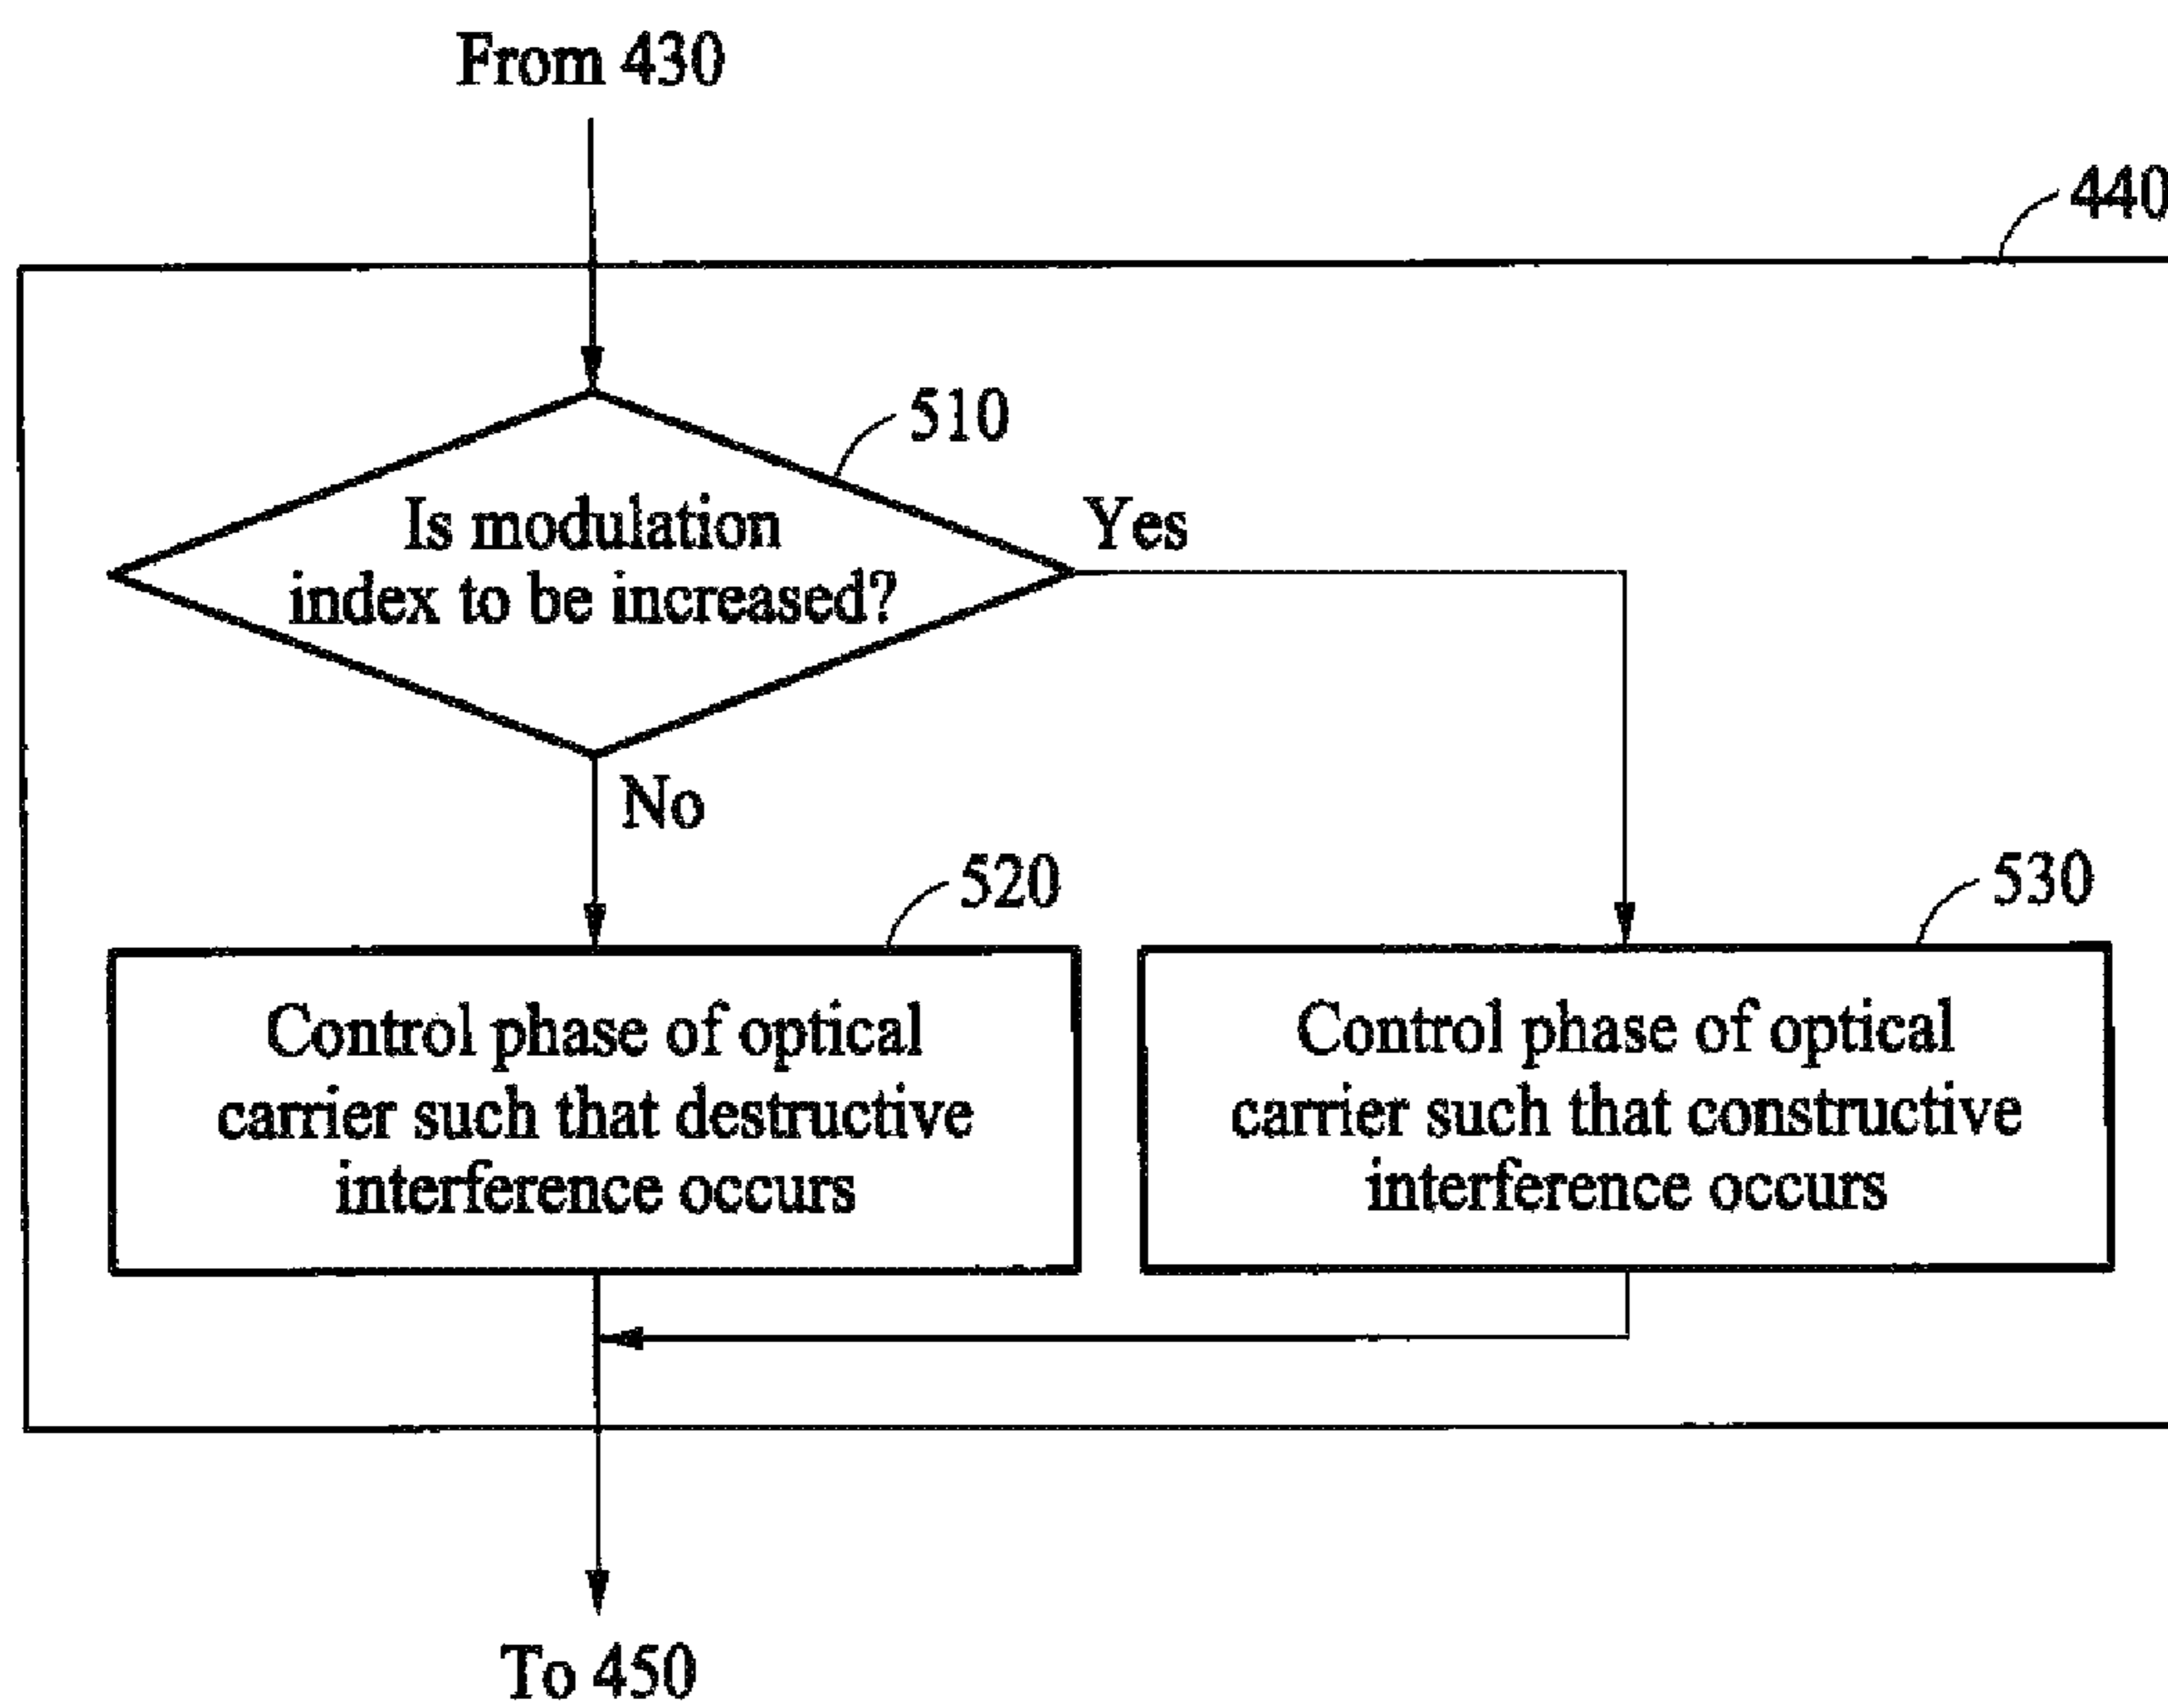 From 430
440
510
Is modulation
index to be increased?
Yes
No
520
530
Control phase of optical
carrier such that destructive
interference occurs
Control phase of optical
carrier such that constructive
interference occurs
To 450